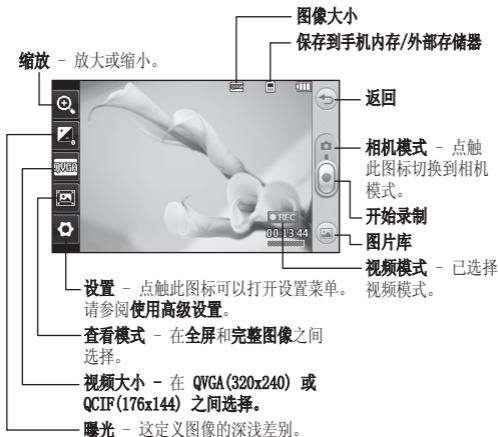 图像大小
保存到手机内存/外部存储器
缩放 - 放大或缩小。
返回
相机模式 - 点触
此图标切换到相机
模式。
开始录制
图片库
视频模式 - 已选择
视频模式。
QVGA
REC
00:13:44
设置 - 点触此图标可以打开设置菜单。
请参阅使用高级设置。
查看模式 - 在全屏和完整图像之间
选择。
视频大小 - 在 QVGA(320x240) 或
QCIF(176x144) 之间选择。
曝光 - 这定义图像的深浅差别。